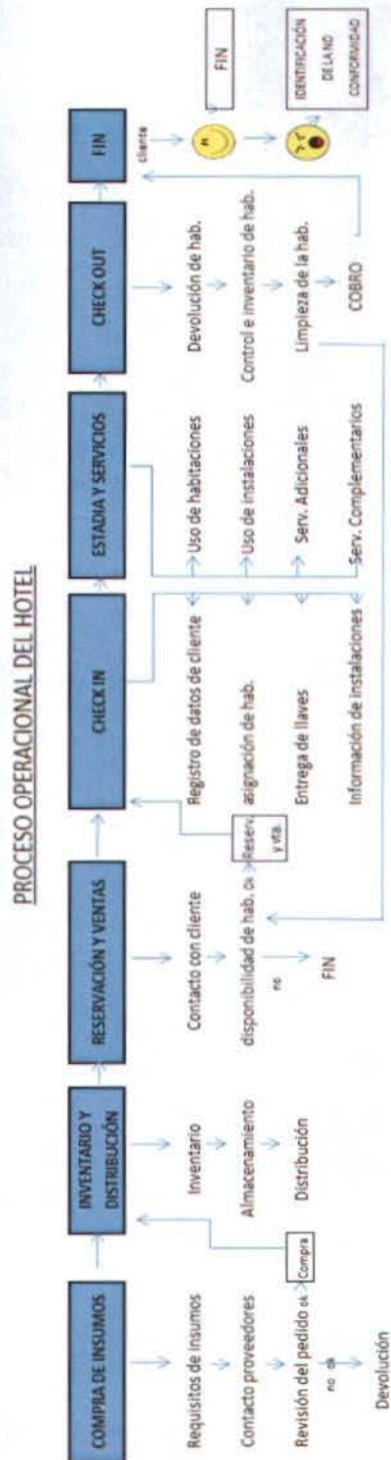 PROCESO OPERACIONAL DEL HOTEL
COMPRA DE INSUMOS
Requisitos de insumos
Contacto proveedores
Revisión del pedido ok
Compra
no ok
Devolución
INVENTARIO Y
DISTRIBUCIÓN
Inventario
Almacenamiento
Distribución
RESERVACIÓN Y VENTAS
Contacto con cliente
disponibilidad de hab. ok
Reserv.
y vta.
no
FIN
CHECK IN
Registro de datos de cliente
asignación de hab.
Entrega de llaves
Información de instalaciones
ESTADIA Y SERVICIOS
Uso de habitaciones
Uso de instalaciones
Serv. Adicionales
Serv. Complementarios
CHECK OUT
Devolución de hab.
Control e inventario de hab.
Limpieza de la hab.
COBRO
FIN
cliente
FIN
IDENTIFICACIÓN
DE LA NO
CONFORMIDAD